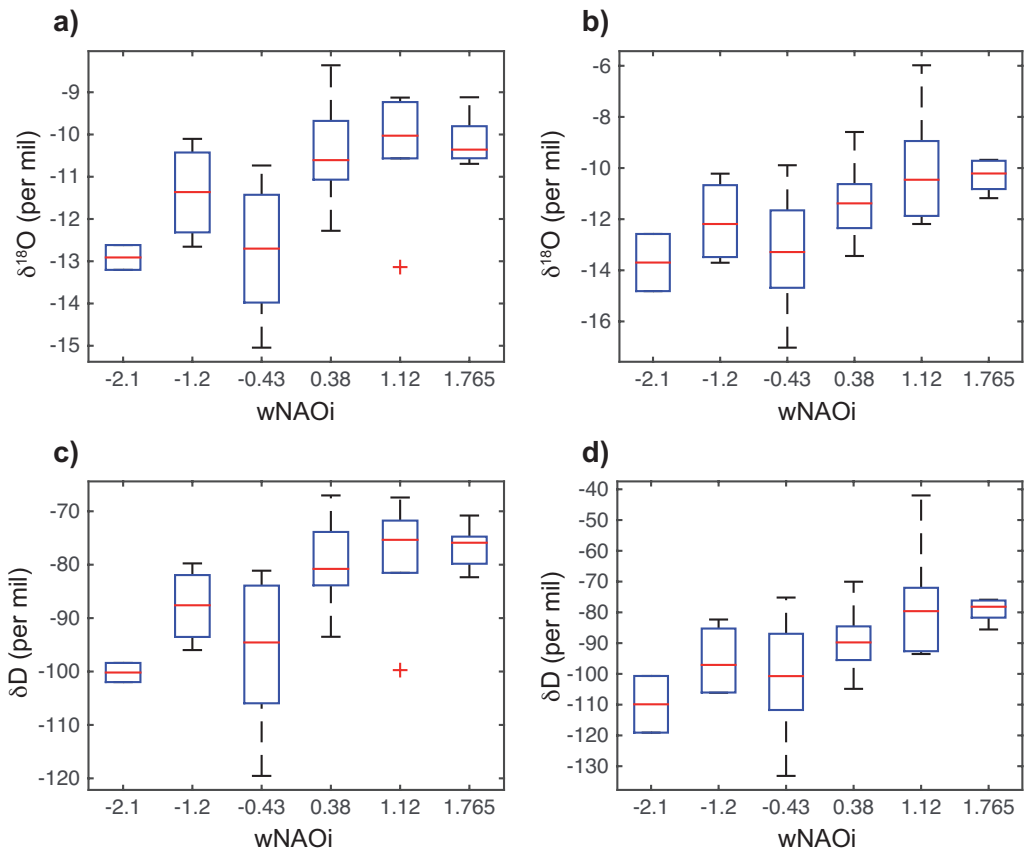 a)
δ¹⁸O (per mil)
-9
-10
-11
-12
-13
-14
-15
-2.1 -1.2 -0.43 0.38 1.12 1.765
wNAOi
b)
δ¹⁸O (per mil)
-6
-8
-10
-12
-14
-16
-2.1 -1.2 -0.43 0.38 1.12 1.765
wNAOi
c)
δD (per mil)
-70
-80
-90
-100
-110
-120
-2.1 -1.2 -0.43 0.38 1.12 1.765
wNAOi
d)
δD (per mil)
-40
-50
-60
-70
-80
-90
-100
-110
-120
-130
-2.1 -1.2 -0.43 0.38 1.12 1.765
wNAOi